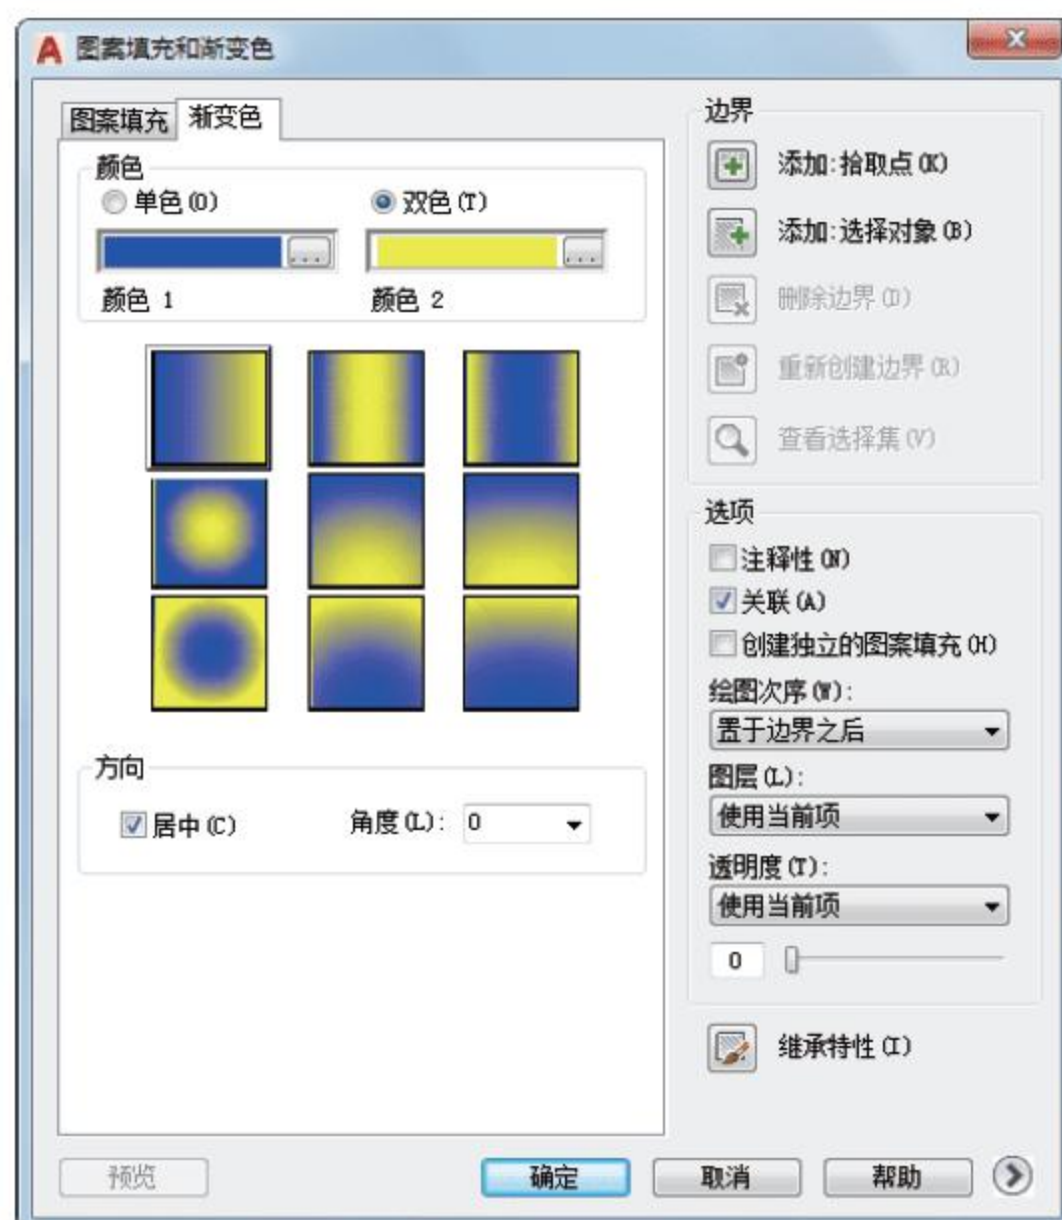 图案填充和渐变色
图案填充 渐变色
颜色
单色(O) 双色(T)
... ...
颜色 1 颜色 2
方向
居中(C) 角度(L): 0
边界
添加:拾取点(K)
添加:选择对象(B)
删除边界(D)
重新创建边界(R)
查看选择集(V)
选项
注释性(N)
关联(A)
创建独立的图案填充(H)
绘图次序(W):
置于边界之后
图层(L):
使用当前项
透明度(T):
使用当前项
0
继承特性(I)
预览 确定 取消 帮助